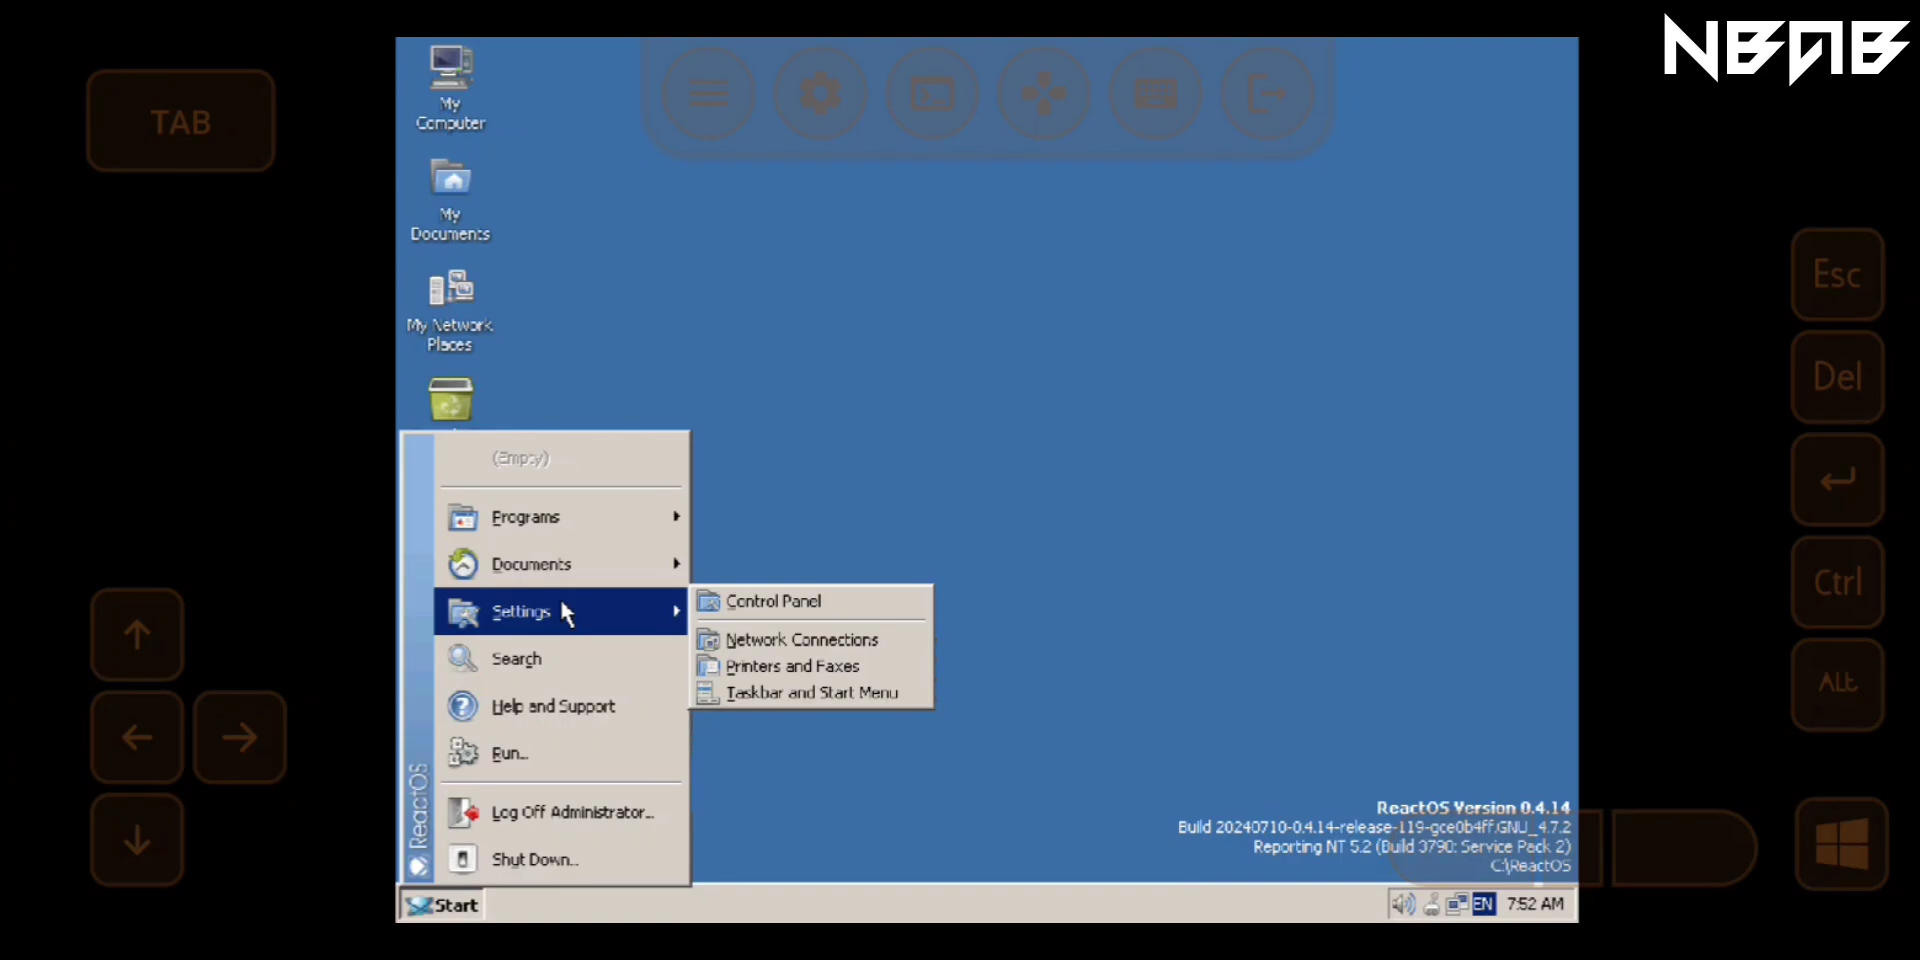 NBNB
TAB
My
Computer
My
Documents
My Network
Places
(Empty)
Programs
Documents
Settings
Search
Help and Support
Run...
Log Off Administrator...
Shut Down...
ReactOS
Control Panel
Network Connections
Printers and Faxes
Taskbar and Start Menu
Esc
Del
Ctrl
Alt
ReactOS Version 0.4.14
Build 20240710-0.4.14-release-119-gce0b4ff.GNU_4.7.2
Reporting NT 5.2 (Build 3790: Service Pack 2)
C:\ReactOS
Start
EN
7:52 AM